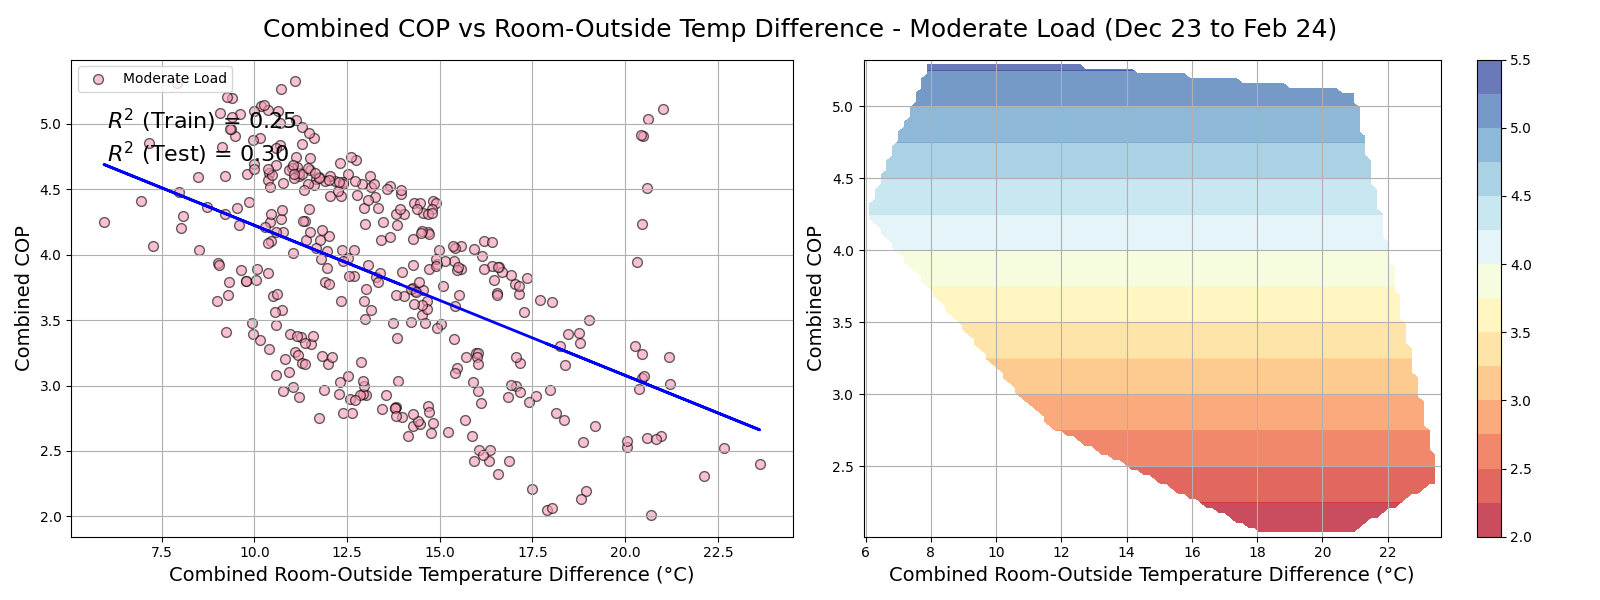 Combined COP vs Room-Outside Temp Difference - Moderate Load (Dec 23 to Feb 24)
Moderate Load
R² (Train) = 0.25
R² (Test) = 0.30
Combined COP
5.0
4.5
4.0
3.5
3.0
2.5
2.0
7.5 10.0 12.5 15.0 17.5 20.0 22.5
Combined Room-Outside Temperature Difference (°C)
Combined COP
5.0
4.5
4.0
3.5
3.0
2.5
6 8 10 12 14 16 18 20 22
Combined Room-Outside Temperature Difference (°C)
5.5
5.0
4.5
4.0
3.5
3.0
2.5
2.0